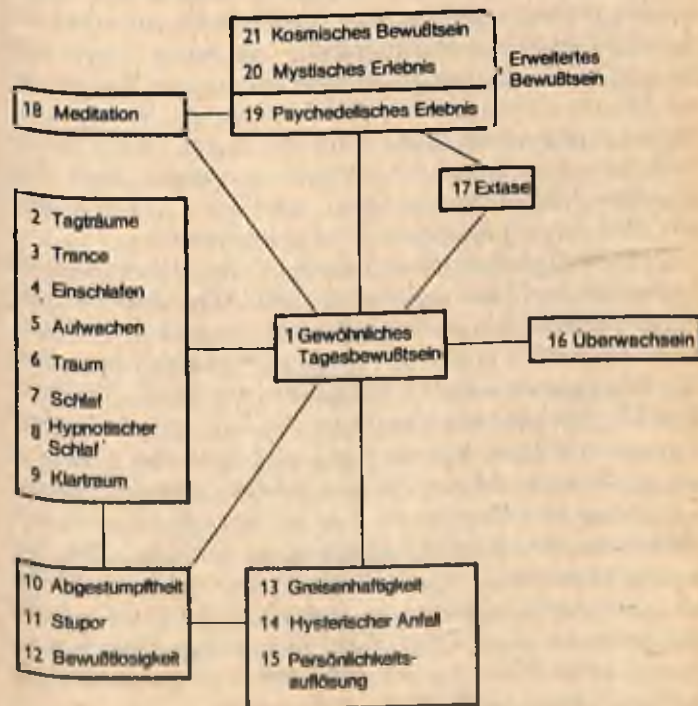 21 Kosmisches Bewußtsein
20 Mystisches Erlebnis
19 Psychedelisches Erlebnis
Erweitertes
Bewußtsein
18 Meditation
17 Extase
2 Tagträume
3 Trance
4 Einschlafen
5 Aufwachen
6 Traum
7 Schlaf
8 Hypnotischer
Schlaf
9 Klartraum
1 Gewöhnliches
Tagesbewußtsein
16 Überwachsein
10 Abgestumpftheit
11 Stupor
12 Bewußtlosigkeit
13 Greisenhaftigkeit
14 Hysterischer Anfall
15 Persönlichkeits-
auflösung